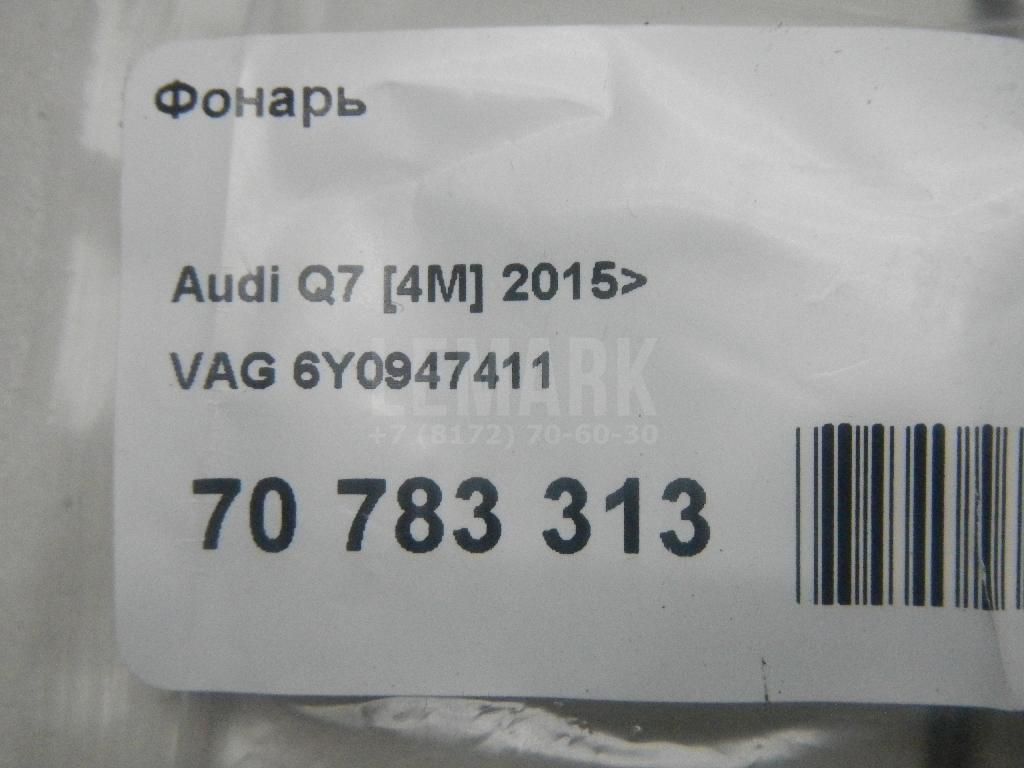 Фонарь
Audi Q7 [4M] 2015>
VAG 6Y0947411
LEMARK
+7 (8172) 70-60-30
70 783 313